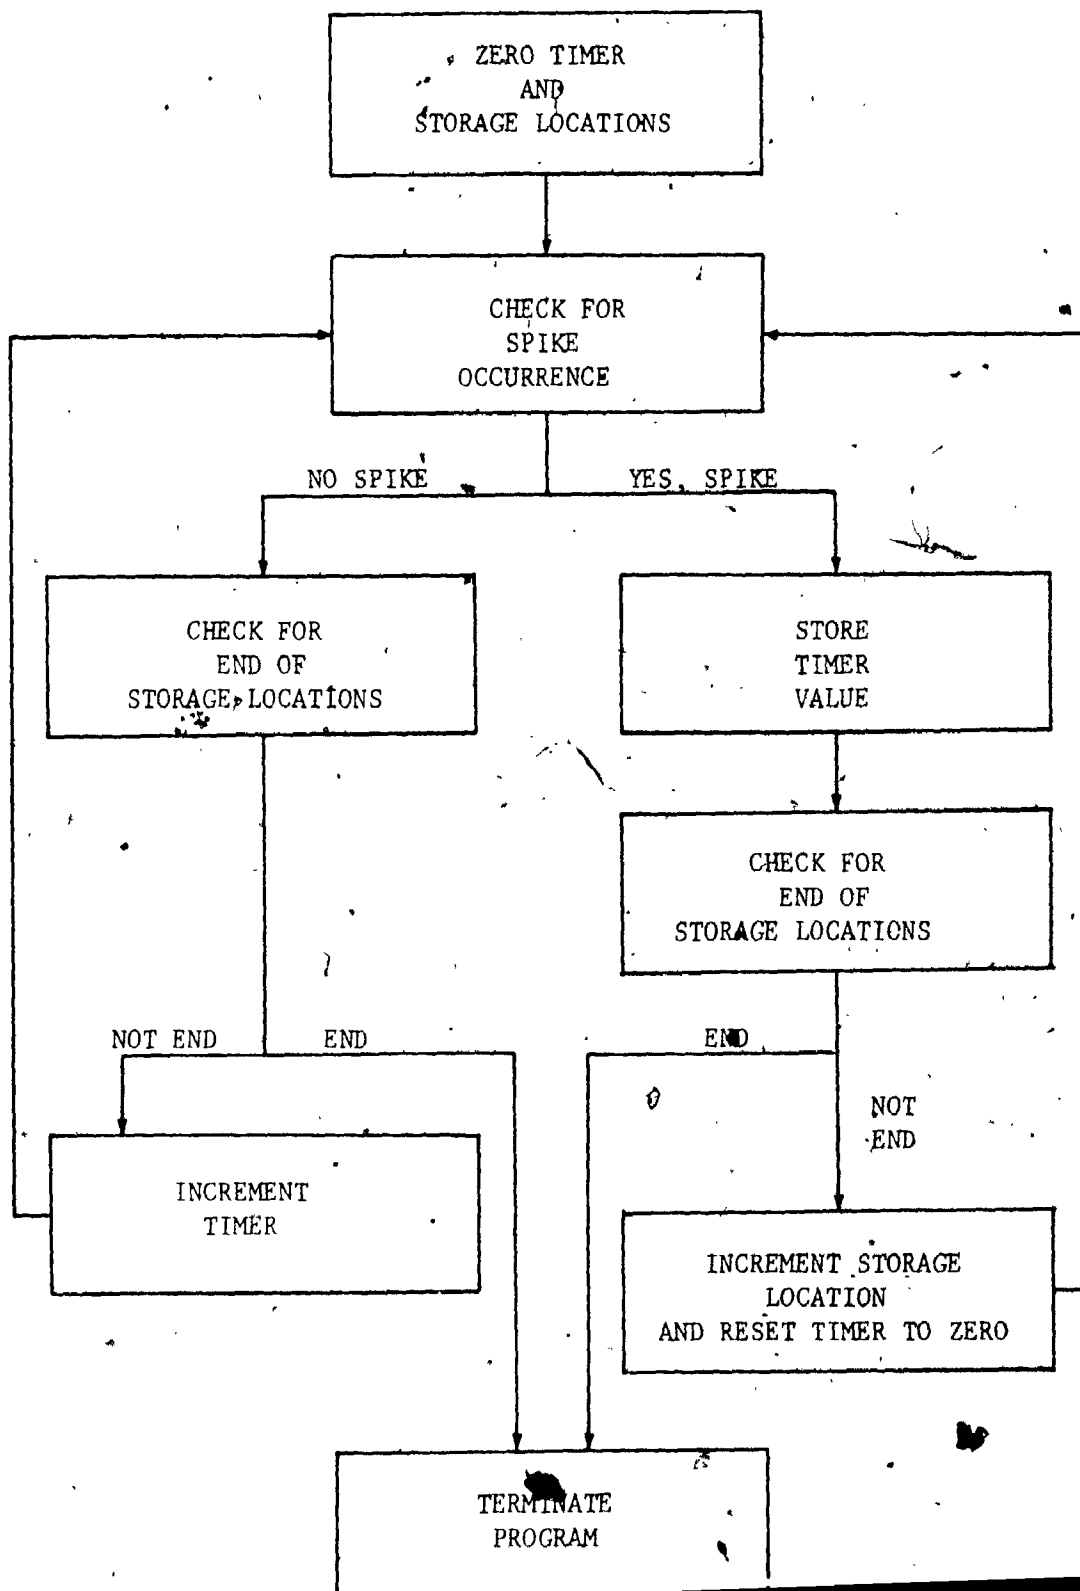 ZERO TIMER
AND
STORAGE LOCATIONS
CHECK FOR
SPIKE
OCCURRENCE
NO SPIKE
YES, SPIKE
CHECK FOR
END OF
STORAGE LOCATIONS
STORE
TIMER
VALUE
CHECK FOR
END OF
STORAGE LOCATIONS
NOT END
END
END
NOT
END
INCREMENT
TIMER
INCREMENT STORAGE
LOCATION
AND RESET TIMER TO ZERO
TERMINATE
PROGRAM